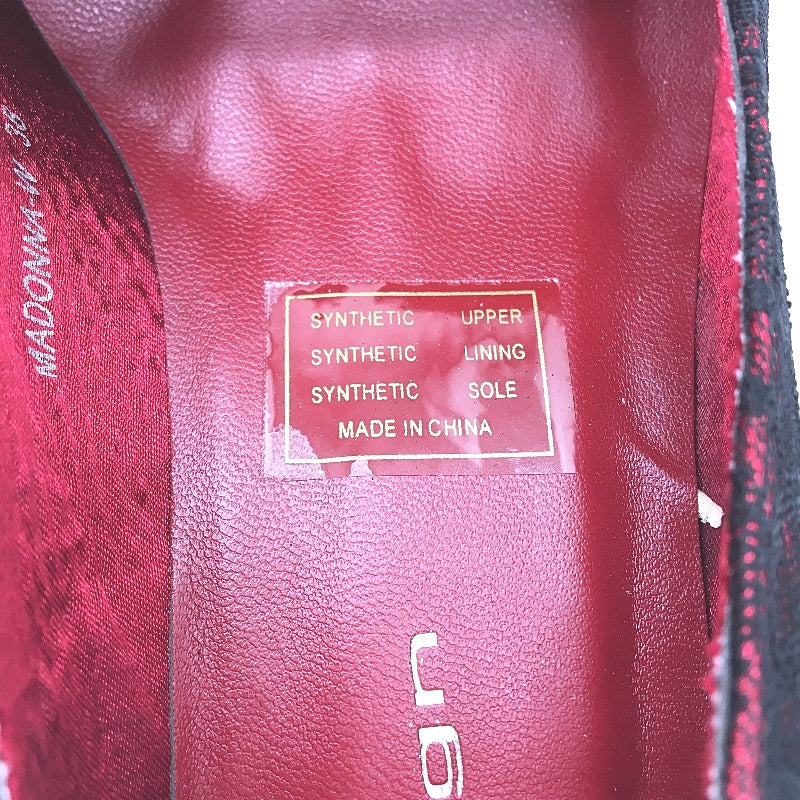 MADONNA-W 38
SYNTHETIC UPPER
SYNTHETIC LINING
SYNTHETIC SOLE
MADE IN CHINA